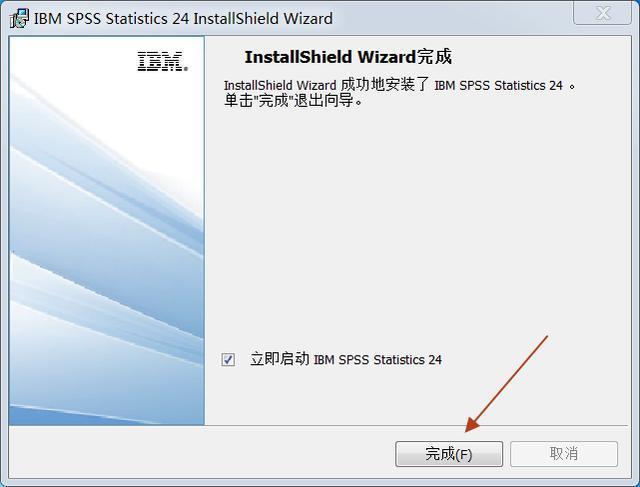 IBM SPSS Statistics 24 InstallShield Wizard
IBM.
InstallShield Wizard完成
InstallShield Wizard 成功地安装了 IBM SPSS Statistics 24 。
单击"完成"退出向导。
立即启动 IBM SPSS Statistics 24
完成(F)
取消